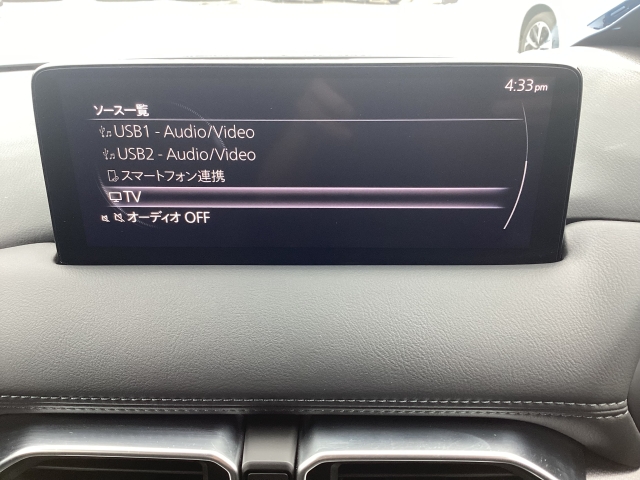 4:33pm
ソース一覧
USB1 - Audio/Video
USB2 - Audio/Video
スマートフォン連携
TV
オーディオ OFF